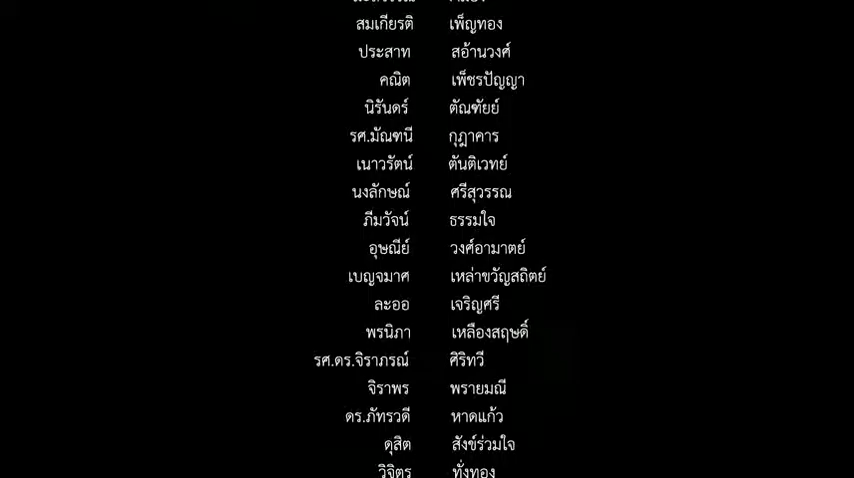 สมเกียรติ เพ็ญทอง
ประสาท สอ้านวงศ์
คณิต เพ็ชรปัญญา
นิรันดร์ ตัณฑัยย์
รศ.มัณฑนี กุฎาคาร
เนาวรัตน์ ตันติเวทย์
นงลักษณ์ ศรีสุวรรณ
ภีมวัจน์ ธรรมใจ
อุษณีย์ วงศ์อามาตย์
เบญจมาศ เหล่าขวัญสถิตย์
ละออ เจริญศรี
พรนิภา เหลืองสฤษดิ์
รศ.ดร.จิราภรณ์ ศิริทวี
จิราพร พรายมณี
ดร.ภัทรวดี หาดแก้ว
ดุสิต สังข์ร่วมใจ
วิจิตร ทั่งทอง